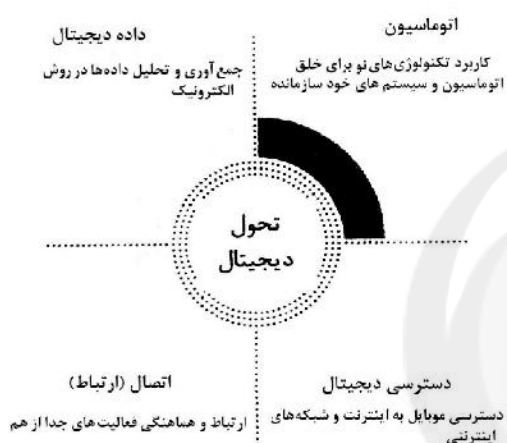 اتوماسیون
کاربرد تکنولوژی‌های نو برای خلق
اتوماسیون و سیستم های خود سازمانده
داده دیجیتال
جمع‌آوری و تحلیل داده‌ها در روش
الکترونیک
تحول
دیجیتال
دسترسی دیجیتال
دسترسی موبایل به اینترنت و شبکه‌های
اینترنتی
اتصال (ارتباط)
ارتباط و هماهنگی فعالیت‌های جدا از هم